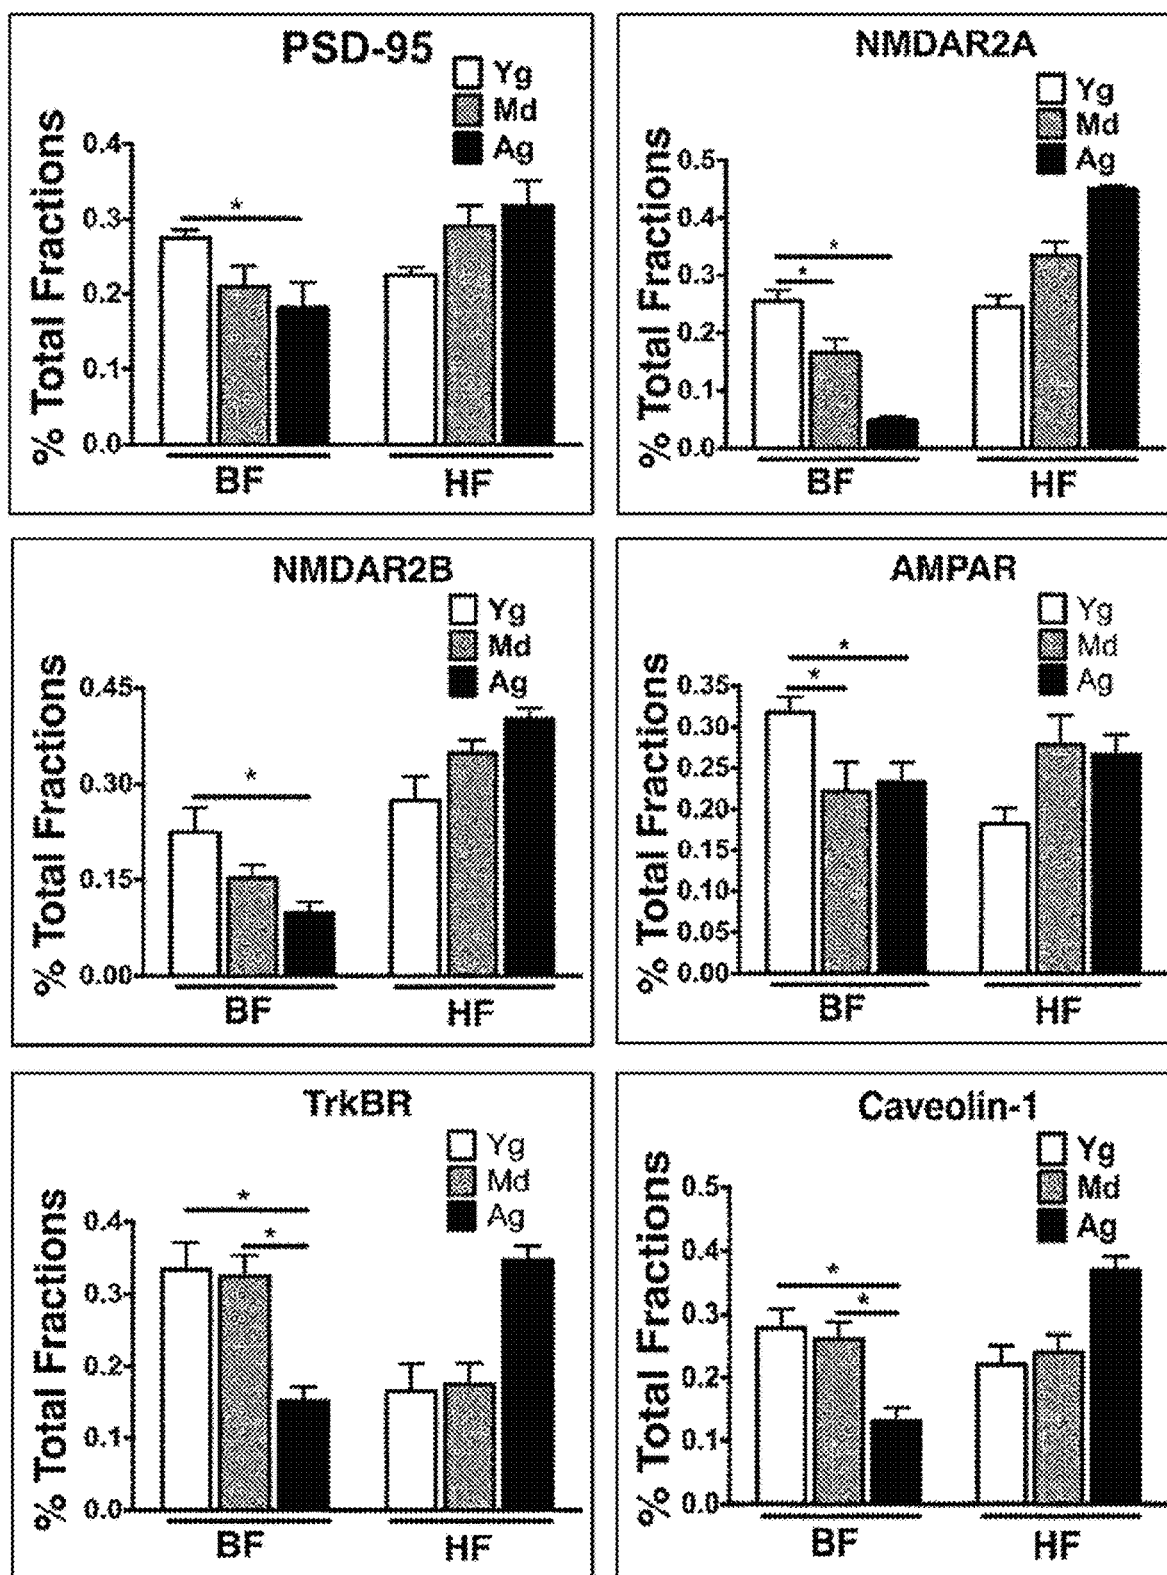 PSD-95
Yg
Md
Ag
% Total Fractions
0.4
0.3
0.2
0.1
0.0
*
BF
HF
NMDAR2A
Yg
Md
Ag
% Total Fractions
0.5
0.4
0.3
0.2
0.1
0.0
*
*
BF
HF
NMDAR2B
Yg
Md
Ag
% Total Fractions
0.45
0.30
0.15
0.00
*
BF
HF
AMPAR
Yg
Md
Ag
% Total Fractions
0.35
0.30
0.25
0.20
0.15
0.10
0.05
0.00
*
*
BF
HF
TrkBR
Yg
Md
Ag
% Total Fractions
0.4
0.3
0.2
0.1
0.0
*
*
BF
HF
Caveolin-1
Yg
Md
Ag
% Total Fractions
0.5
0.4
0.3
0.2
0.1
0.0
*
*
BF
HF